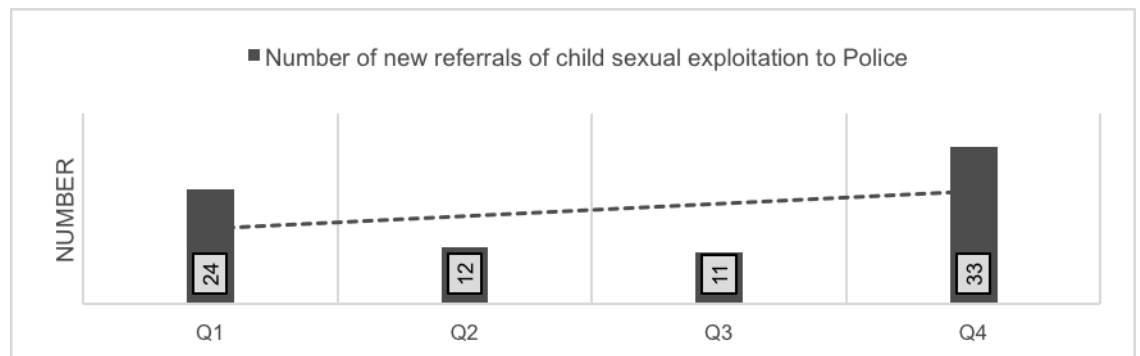 Number of new referrals of child sexual exploitation to Police
NUMBER
24
12
11
33
Q1
Q2
Q3
Q4